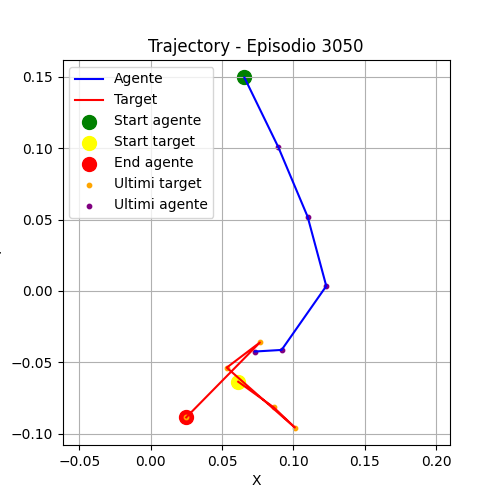 Trajectory - Episodio 3050
Agente
Target
Start agente
Start target
End agente
Ultimi target
Ultimi agente
0.15
0.10
0.05
0.00
−0.05
−0.10
−0.05
0.00
0.05
0.10
0.15
0.20
X